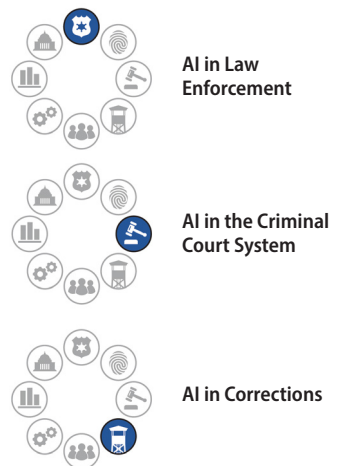 AI in Law
Enforcement
AI in the Criminal
Court System
AI in Corrections